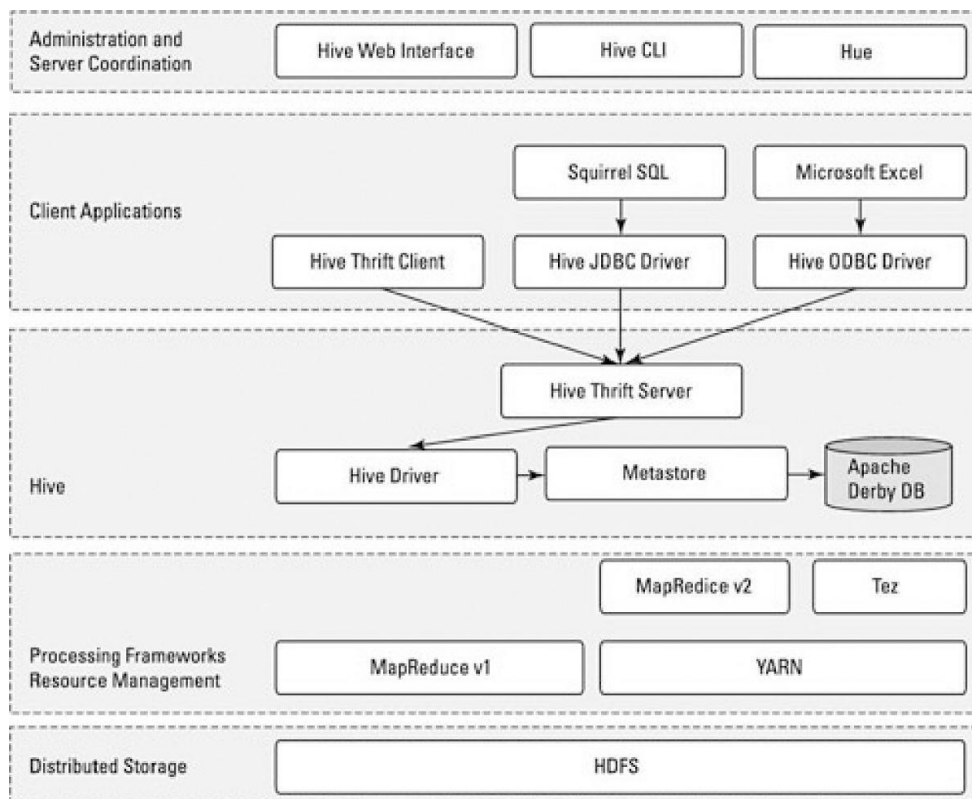 Administration and
Server Coordination
Hive Web Interface
Hive CLI
Hue
Client Applications
Squirrel SQL
Microsoft Excel
Hive Thrift Client
Hive JDBC Driver
Hive ODBC Driver
Hive
Hive Thrift Server
Hive Driver
Metastore
Apache
Derby DB
Processing Frameworks
Resource Management
MapRedice v2
Tez
MapReduce v1
YARN
Distributed Storage
HDFS